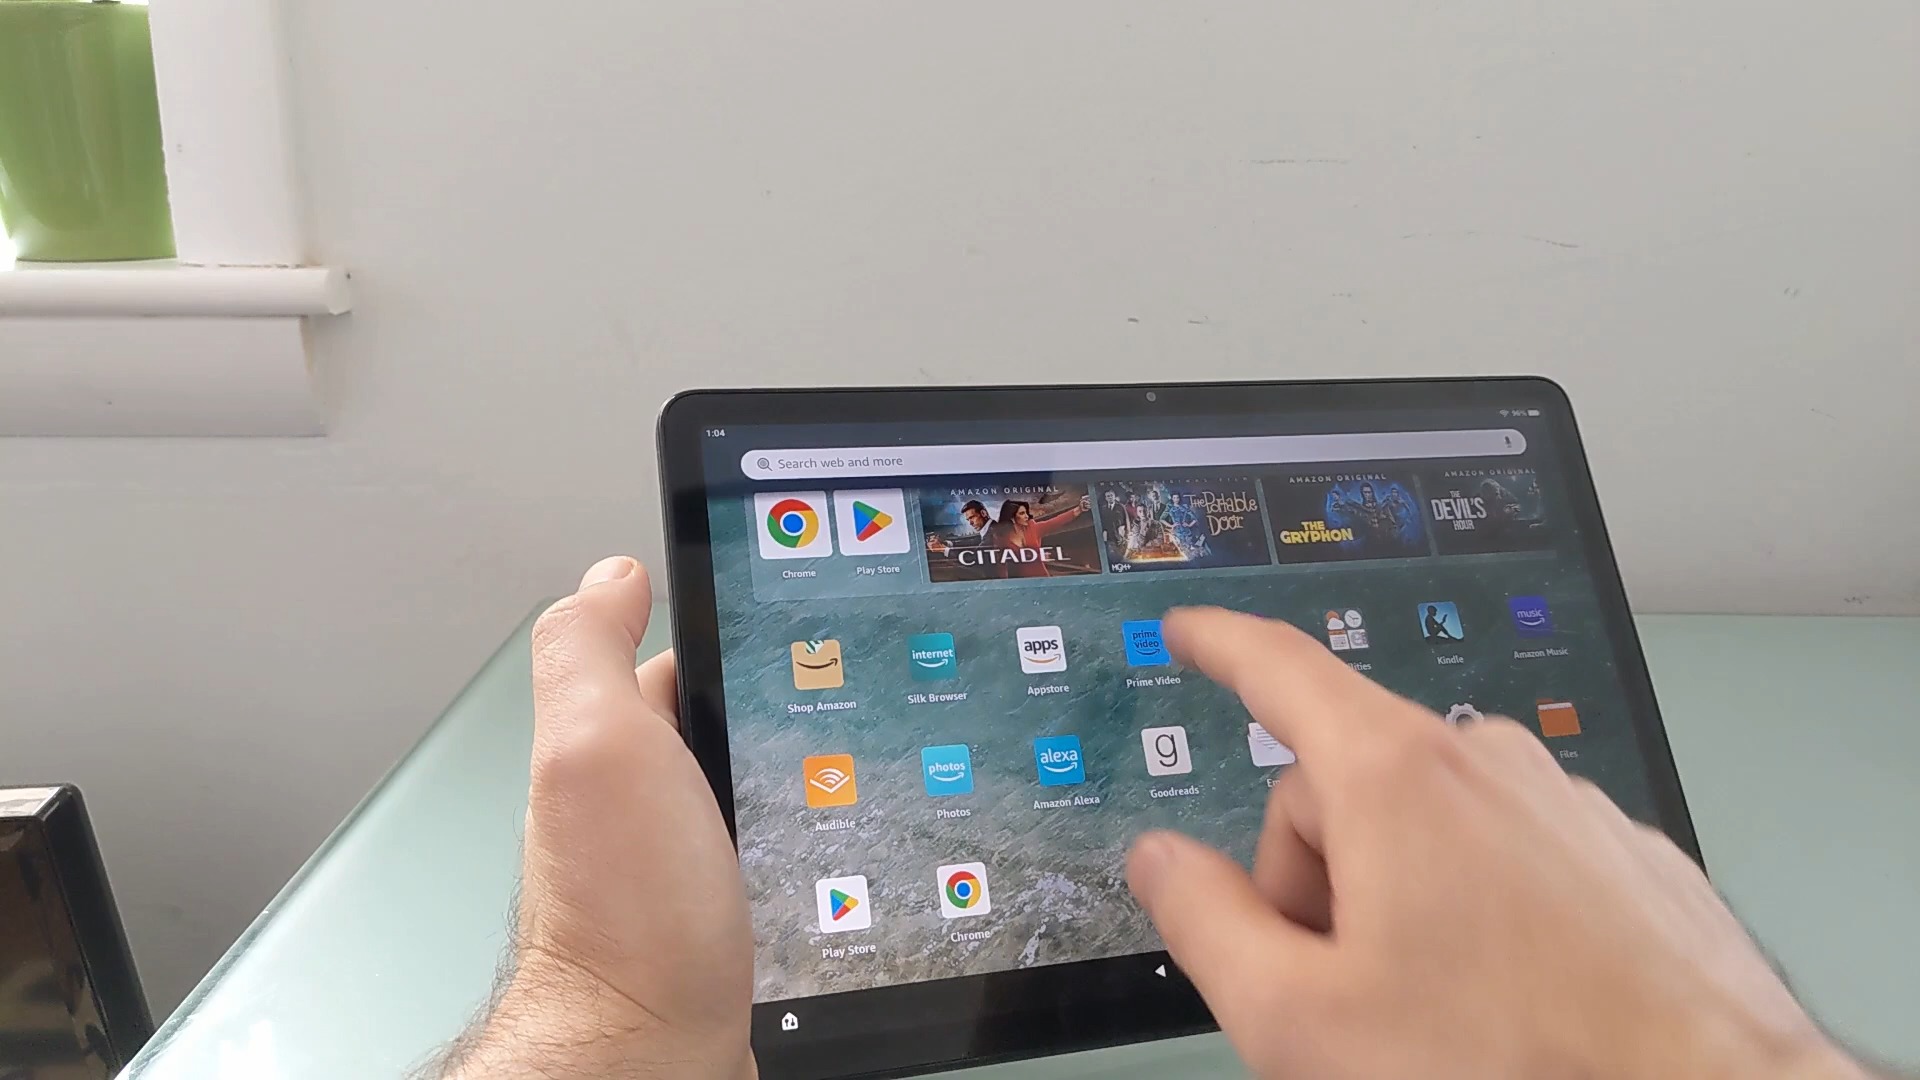 1:04
96%
Search web and more
AMAZON ORIGINAL
CITADEL
The Portable Door
MGM+
AMAZON ORIGINAL
THE GRYPHON
AMAZON ORIGINAL
THE DEVIL'S HOUR
Chrome
Play Store
internet
apps
prime video
music
Shop Amazon
Silk Browser
Appstore
Prime Video
Kindle
Amazon Music
photos
alexa
g
Audible
Photos
Amazon Alexa
Goodreads
Files
Play Store
Chrome